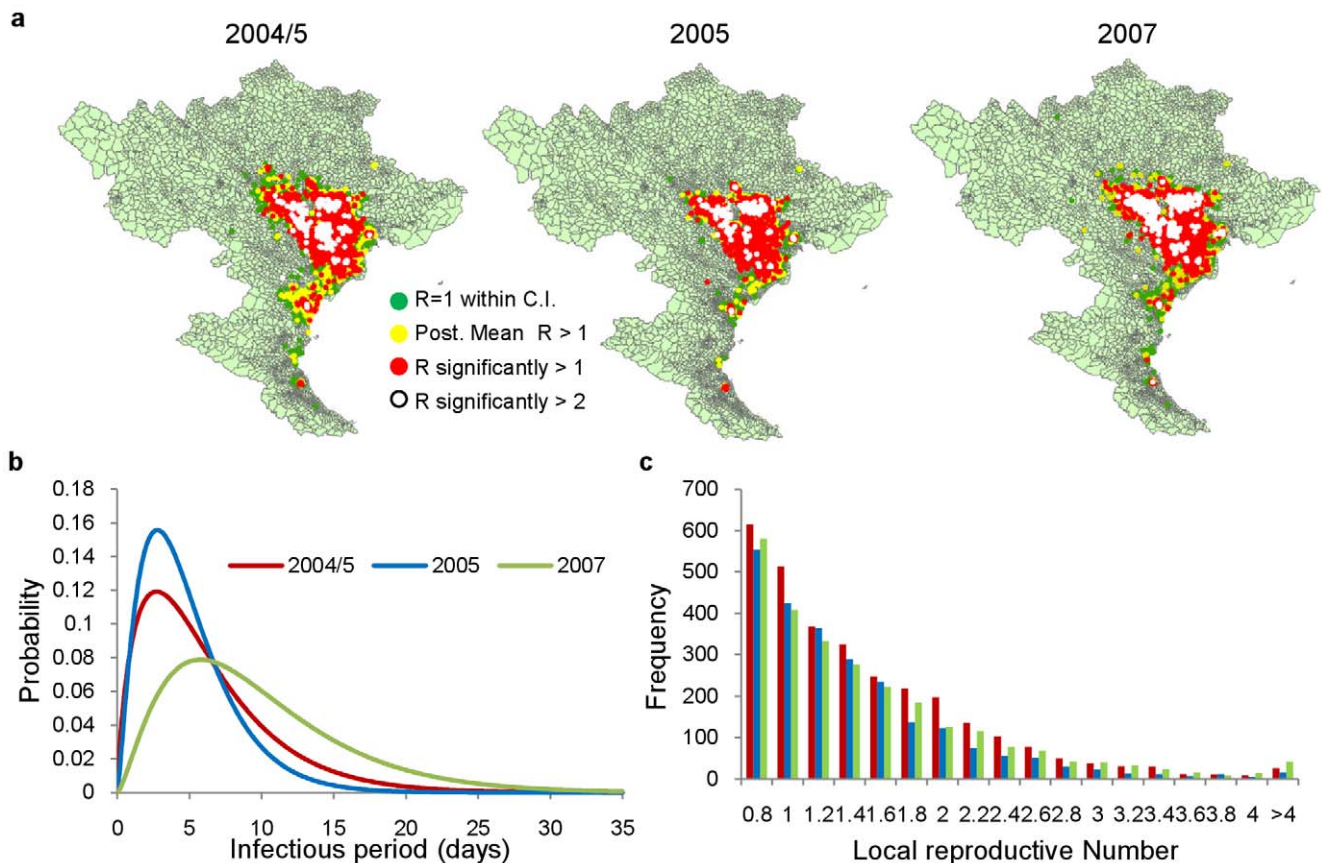 a
2004/5 2005 2007
R=1 within C.I.
Post. Mean R > 1
R significantly > 1
R significantly > 2
b
0.18
0.16
0.14
0.12
0.1
0.08
0.06
0.04
0.02
0
Probability
2004/5 2005 2007
0 5 10 15 20 25 30 35
Infectious period (days)
c
700
600
500
400
300
200
100
0
Frequency
0.8 1 1.2 1.4 1.6 1.8 2 2.2 2.4 2.6 2.8 3 3.2 3.4 3.6 3.8 4 >4
Local reproductive Number